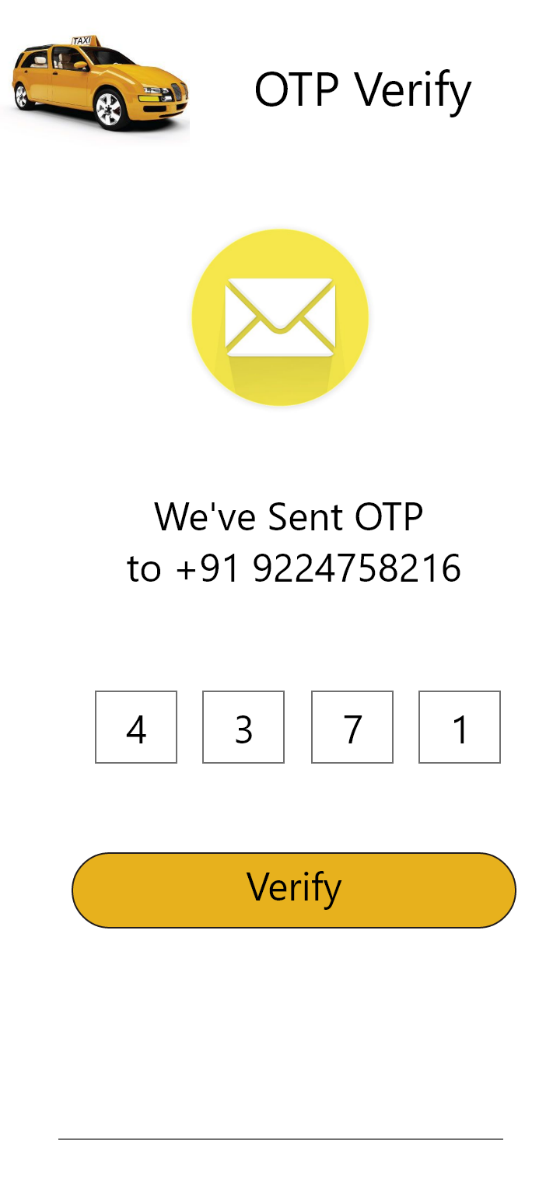 TAXI
OTP Verify
We've Sent OTP
to +91 9224758216
4 3 7 1
Verify